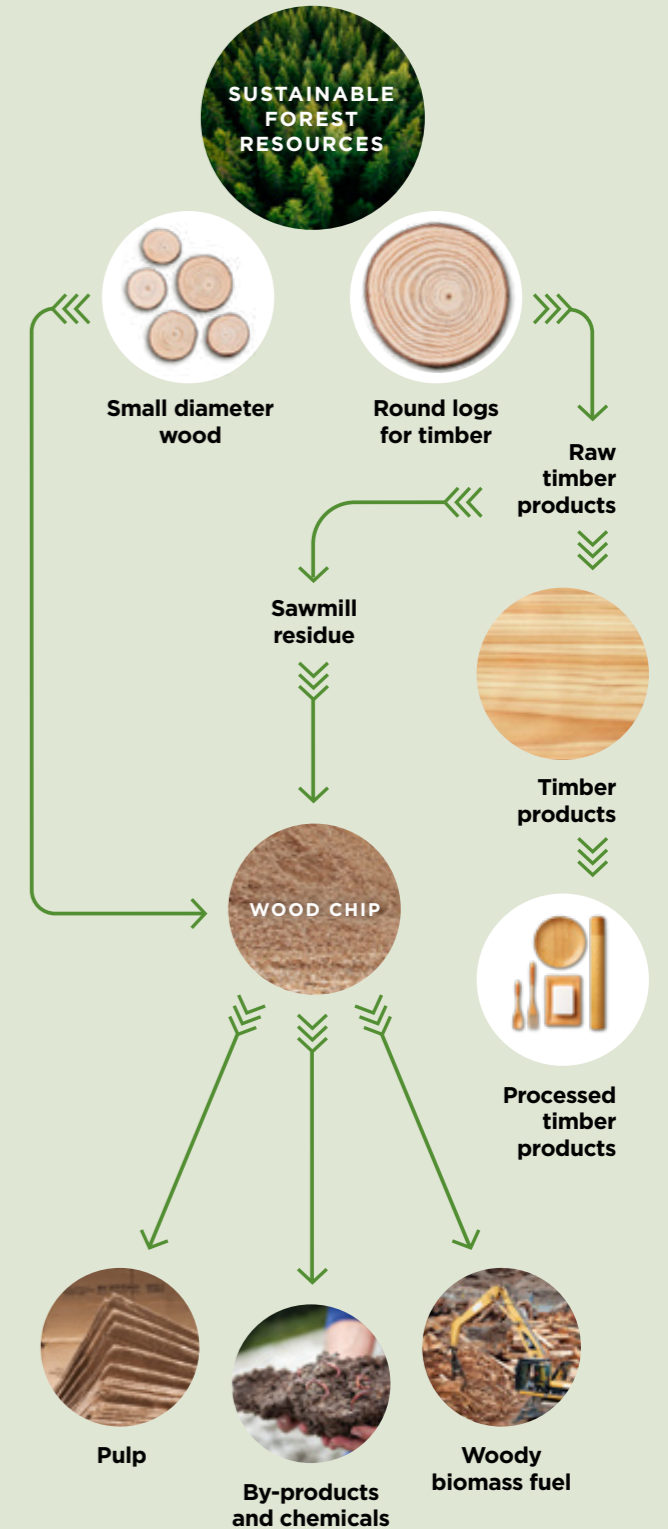 SUSTAINABLE
FOREST
RESOURCES
Small diameter
wood
Round logs
for timber
Raw
timber
products
Sawmill
residue
Timber
products
WOOD CHIP
Processed
timber
products
Pulp
By-products
and chemicals
Woody
biomass fuel